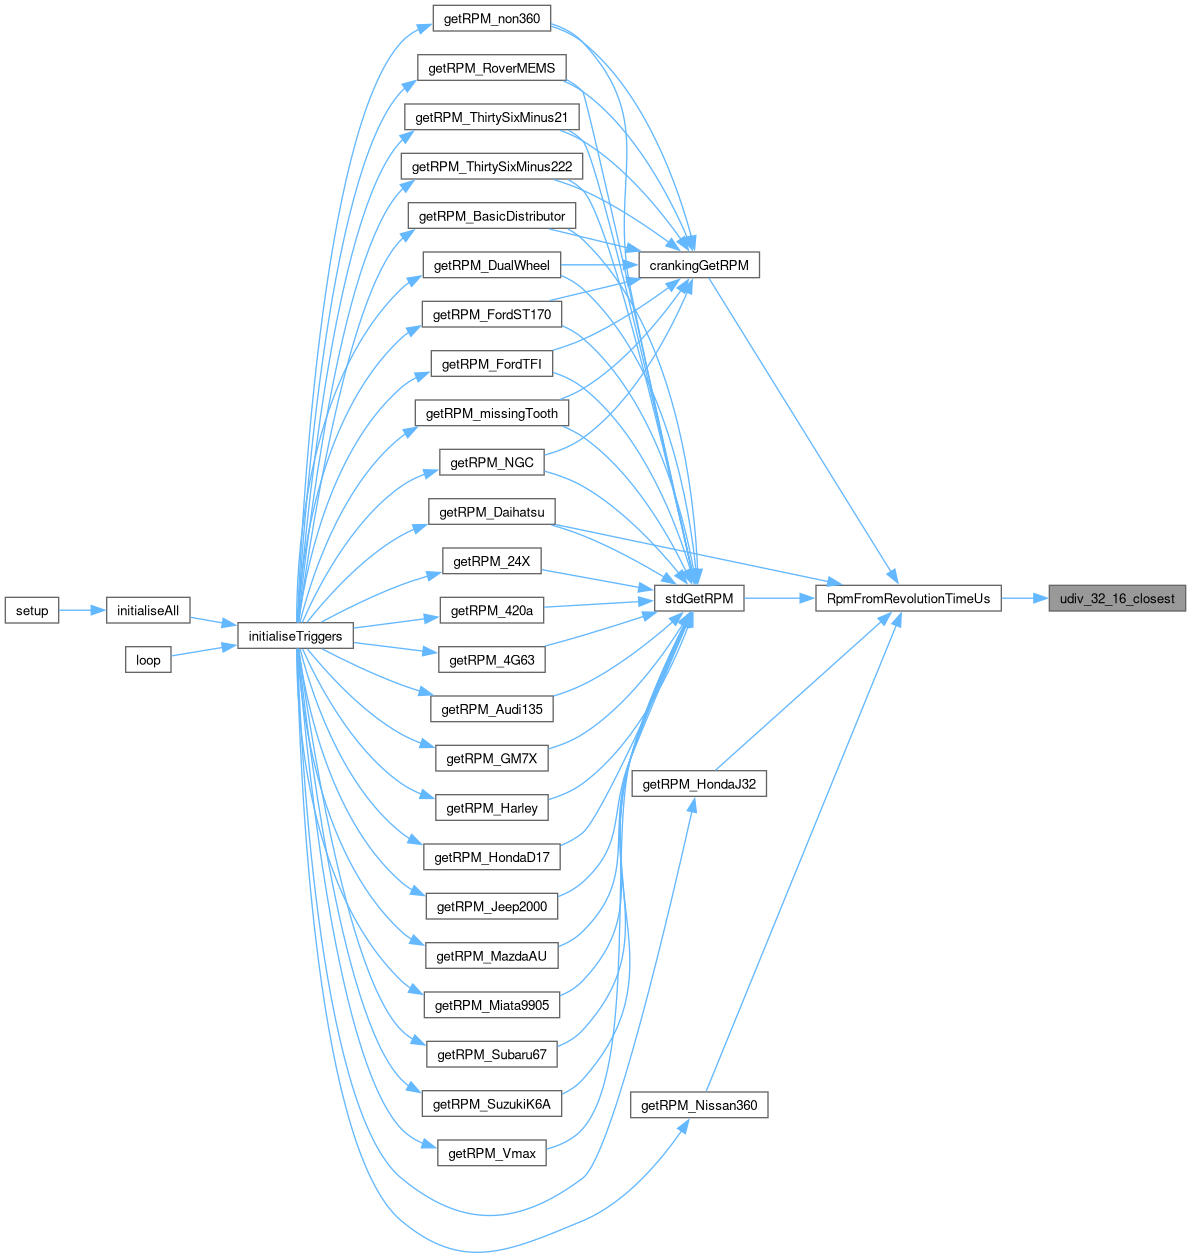 getRPM_non360
getRPM_RoverMEMS
getRPM_ThirtySixMinus21
getRPM_ThirtySixMinus222
getRPM_BasicDistributor
getRPM_DualWheel
crankingGetRPM
getRPM_FordST170
getRPM_FordTFI
getRPM_missingTooth
getRPM_NGC
getRPM_Daihatsu
getRPM_24X
stdGetRPM
RpmFromRevolutionTimeUs
udiv_32_16_closest
setup
initialiseAll
getRPM_420a
initialiseTriggers
loop
getRPM_4G63
getRPM_Audi135
getRPM_GM7X
getRPM_HondaJ32
getRPM_Harley
getRPM_HondaD17
getRPM_Jeep2000
getRPM_MazdaAU
getRPM_Miata9905
getRPM_Subaru67
getRPM_SuzukiK6A
getRPM_Nissan360
getRPM_Vmax